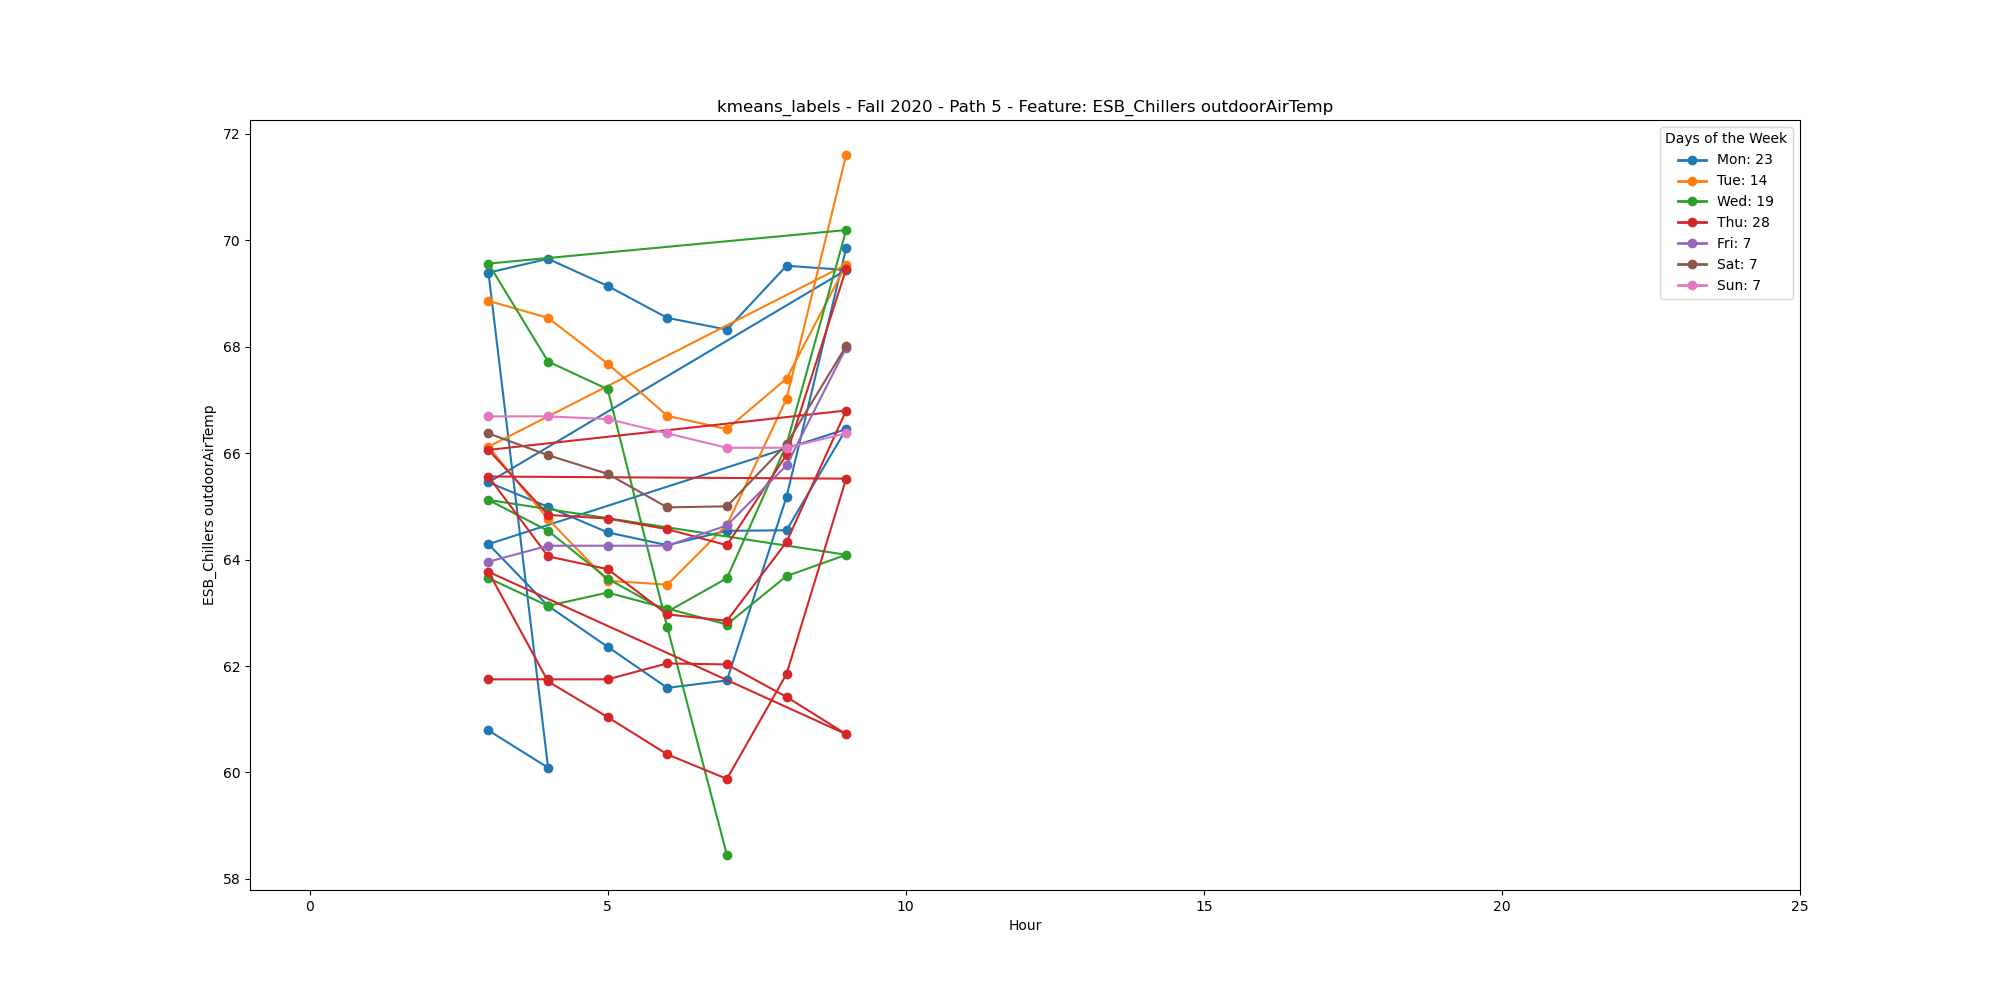 kmeans_labels - Fall 2020 - Path 5 - Feature: ESB_Chillers outdoorAirTemp
72
70
68
66
64
62
60
58
ESB_Chillers outdoorAirTemp
Days of the Week
Mon: 23
Tue: 14
Wed: 19
Thu: 28
Fri: 7
Sat: 7
Sun: 7
0 5 10 15 20 25
Hour